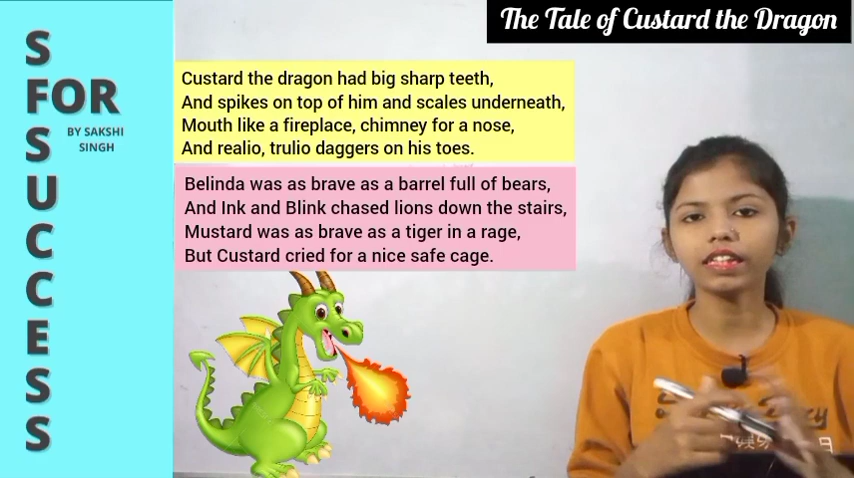 The Tale of Custard the Dragon
S
FOR
BY SAKSHI
SINGH
S
U
C
C
E
S
S
Custard the dragon had big sharp teeth,
And spikes on top of him and scales underneath,
Mouth like a fireplace, chimney for a nose,
And realio, trulio daggers on his toes.
Belinda was as brave as a barrel full of bears,
And Ink and Blink chased lions down the stairs,
Mustard was as brave as a tiger in a rage,
But Custard cried for a nice safe cage.